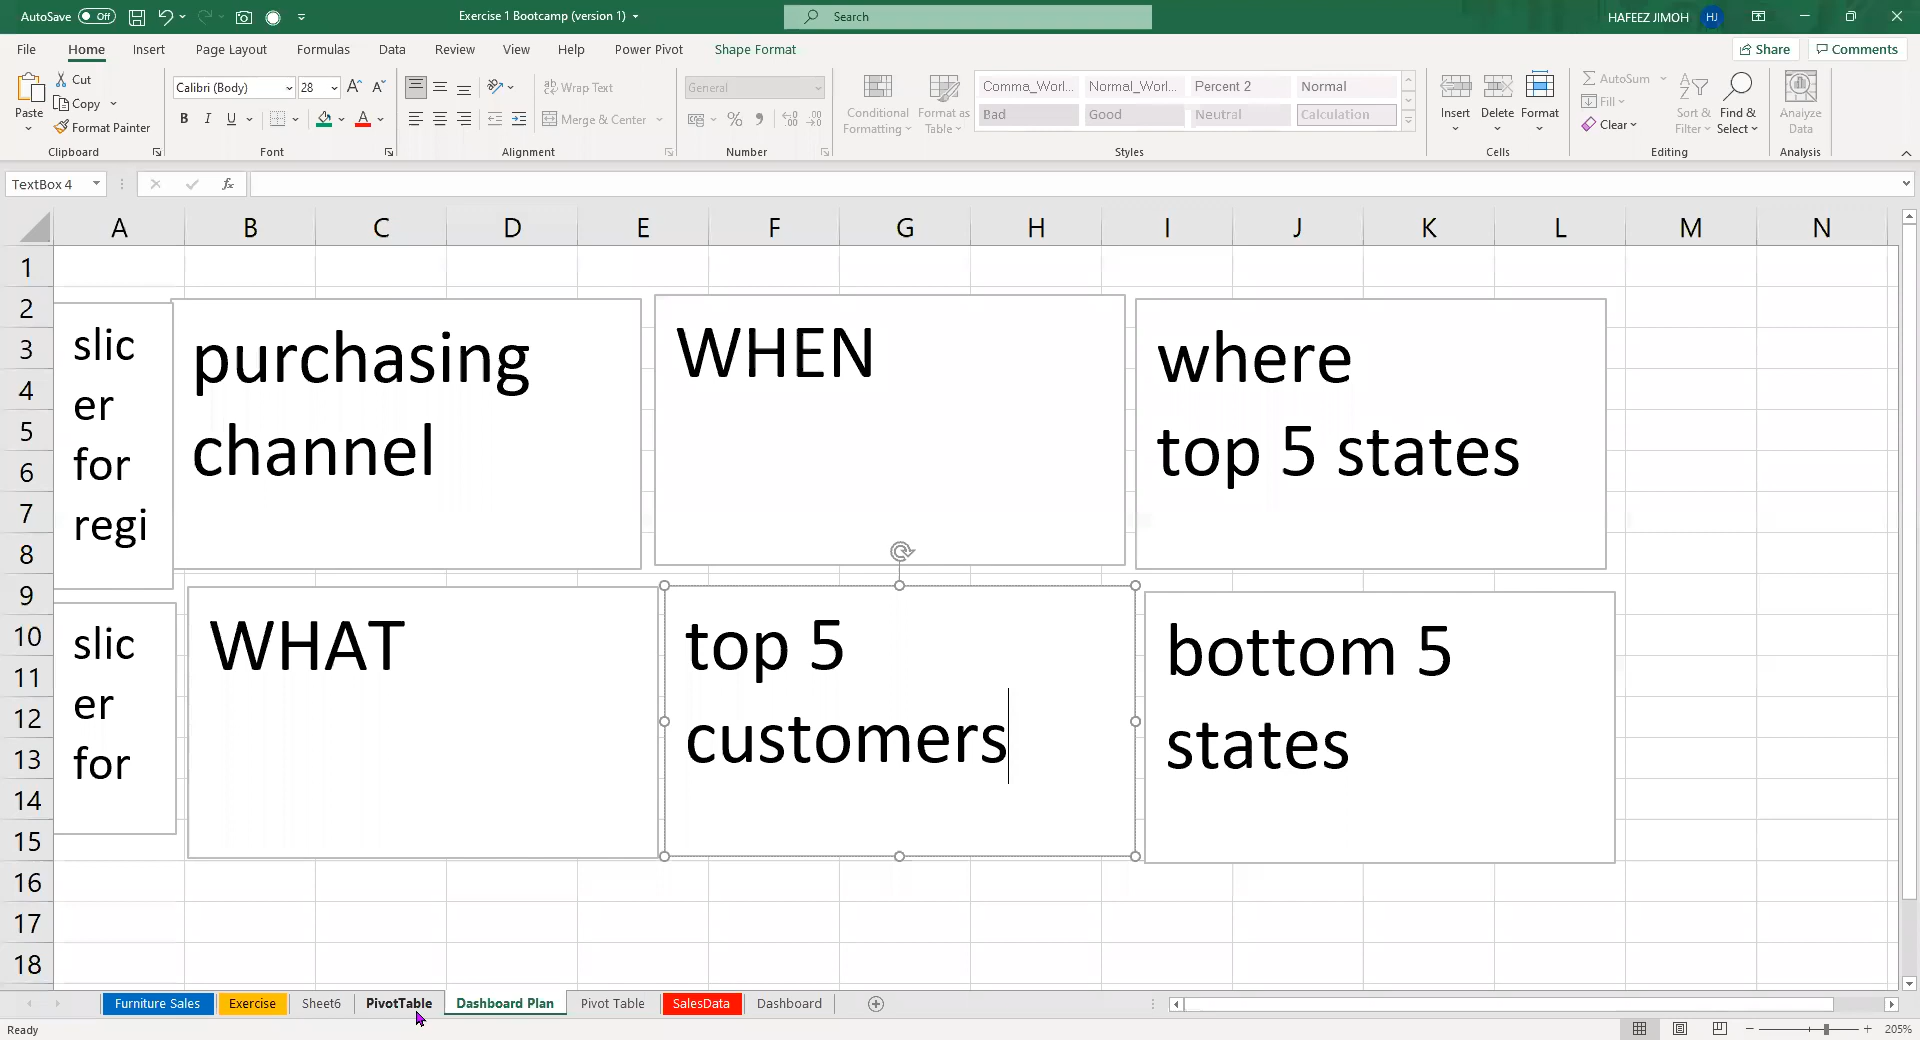 AutoSave Off Exercise 1 Bootcamp (version 1) Search HAFEEZ JIMOH HJ
File Home Insert Page Layout Formulas Data Review View Help Power Pivot Shape Format Share Comments
Paste Cut Copy Format Painter Clipboard
Calibri (Body) 28 A A B I U A Font
ab Wrap Text Merge & Center Alignment
General % 9 Number
Conditional Formatting Format as Table
Comma_Worl... Normal_Worl... Percent 2 Normal
Bad Good Neutral Calculation
Styles
Insert Delete Format Cells
AutoSum Fill Clear Sort & Filter Find & Select Editing
Analyze Data Analysis
TextBox 4 fx
A B C D E F G H I J K L M N
1
2
3
4
5
6
7
8
9
10
11
12
13
14
15
16
17
18
slic
er
for
regi
purchasing
channel
WHEN
where
top 5 states
slic
er
for
WHAT
top 5
customers
bottom 5
states
Furniture Sales Exercise Sheet6 PivotTable Dashboard Plan Pivot Table SalesData Dashboard
Ready 205%